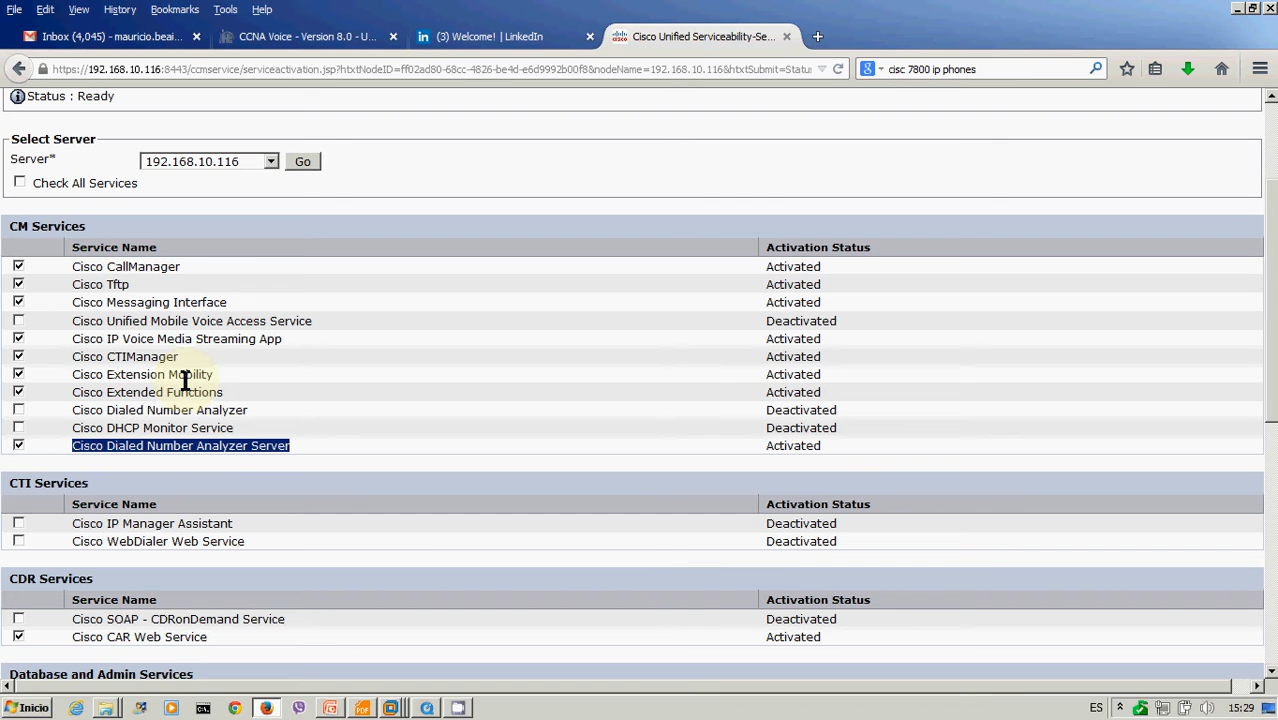 File Edit View History Bookmarks Tools Help
Inbox (4,045) - mauricio.beai...
CCNA Voice - Version 8.0 - U...
(3) Welcome! | LinkedIn
Cisco Unified Serviceability-Se...
https://192.168.10.116:8443/ccmservice/serviceactivation.jsp?htxtNodeID=ff02ad80-68cc-4826-be4d-e6d9992b00f8&nodeName=192.168.10.116&htxtSubmit=Statu
cisc 7800 ip phones
Status : Ready
Select Server
Server* 192.168.10.116 Go
Check All Services
CM Services
Service Name Activation Status
Cisco CallManager Activated
Cisco Tftp Activated
Cisco Messaging Interface Activated
Cisco Unified Mobile Voice Access Service Deactivated
Cisco IP Voice Media Streaming App Activated
Cisco CTIManager Activated
Cisco Extension Mobility Activated
Cisco Extended Functions Activated
Cisco Dialed Number Analyzer Deactivated
Cisco DHCP Monitor Service Deactivated
Cisco Dialed Number Analyzer Server Activated
CTI Services
Service Name Activation Status
Cisco IP Manager Assistant Deactivated
Cisco WebDialer Web Service Deactivated
CDR Services
Service Name Activation Status
Cisco SOAP - CDRonDemand Service Deactivated
Cisco CAR Web Service Activated
Database and Admin Services
Inicio ES 15:29